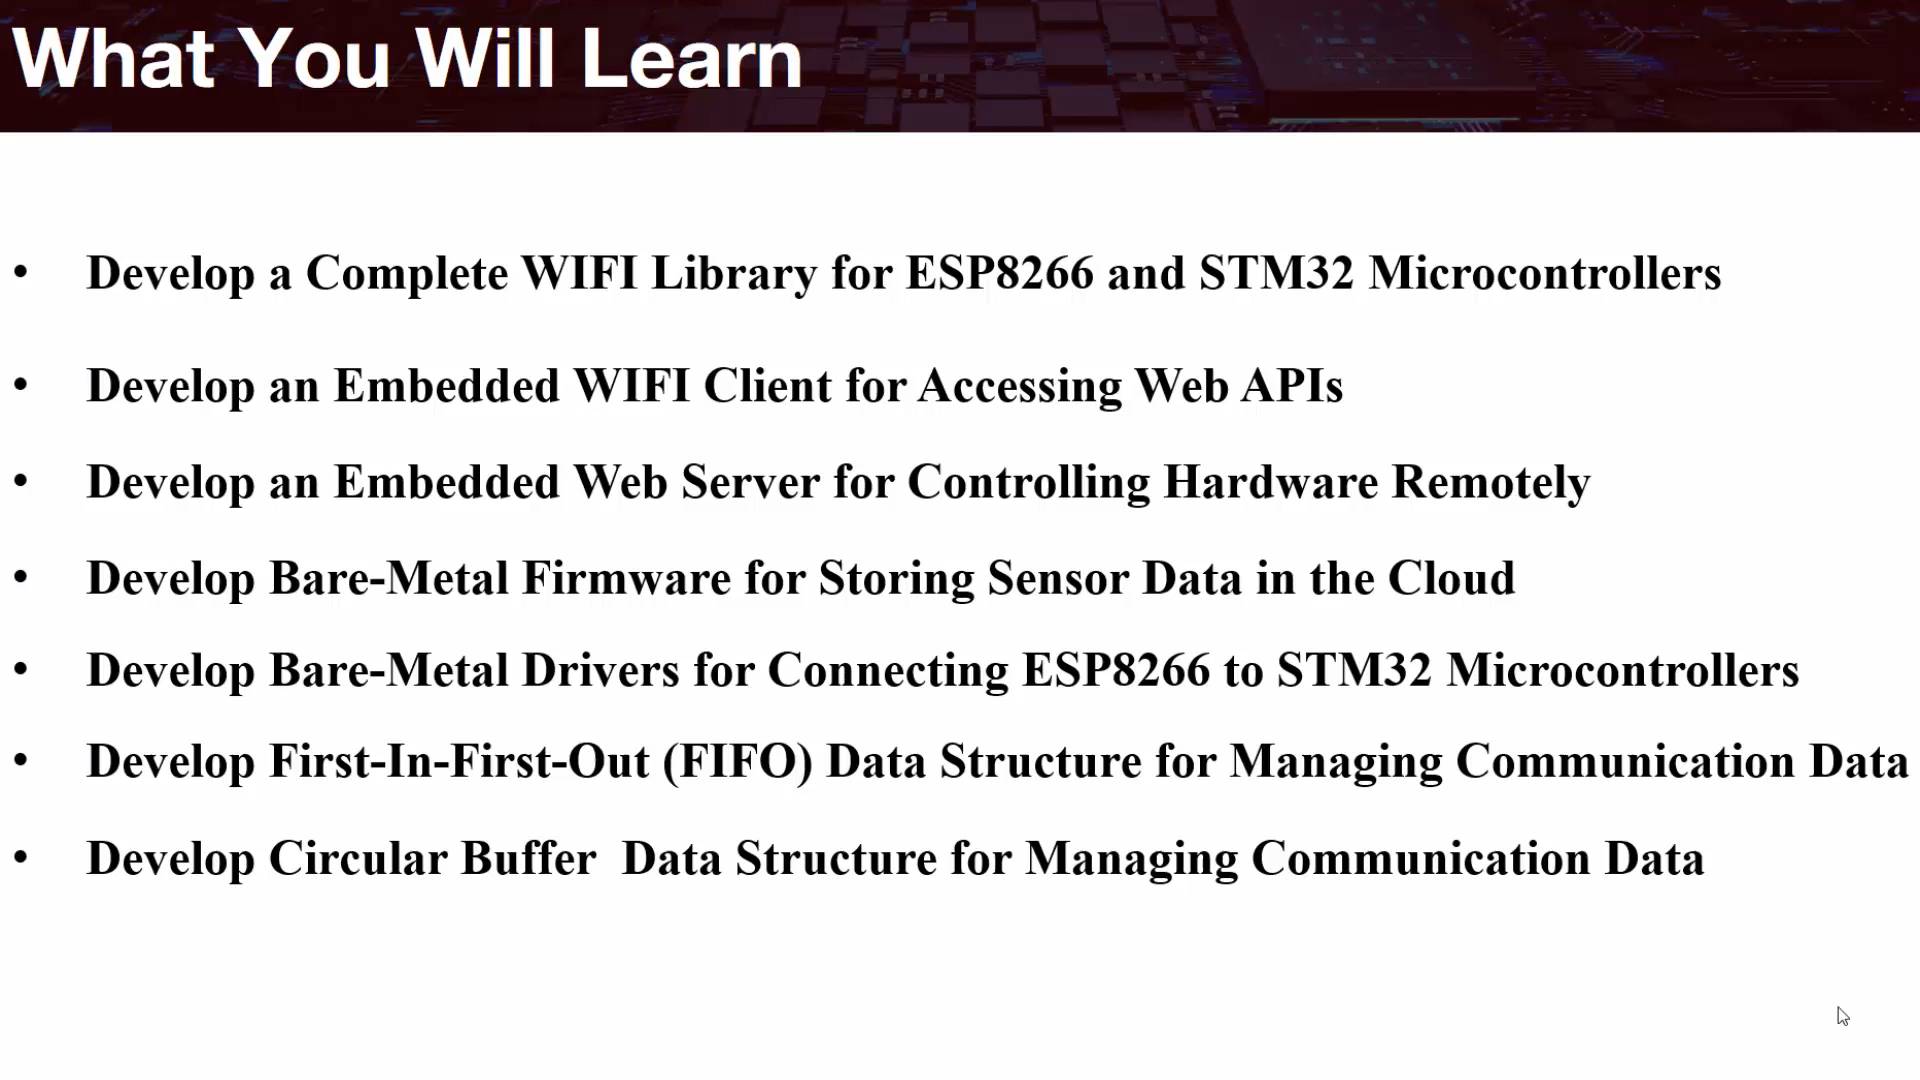 What You Will Learn
• Develop a Complete WIFI Library for ESP8266 and STM32 Microcontrollers
• Develop an Embedded WIFI Client for Accessing Web APIs
• Develop an Embedded Web Server for Controlling Hardware Remotely
• Develop Bare-Metal Firmware for Storing Sensor Data in the Cloud
• Develop Bare-Metal Drivers for Connecting ESP8266 to STM32 Microcontrollers
• Develop First-In-First-Out (FIFO) Data Structure for Managing Communication Data
• Develop Circular Buffer  Data Structure for Managing Communication Data